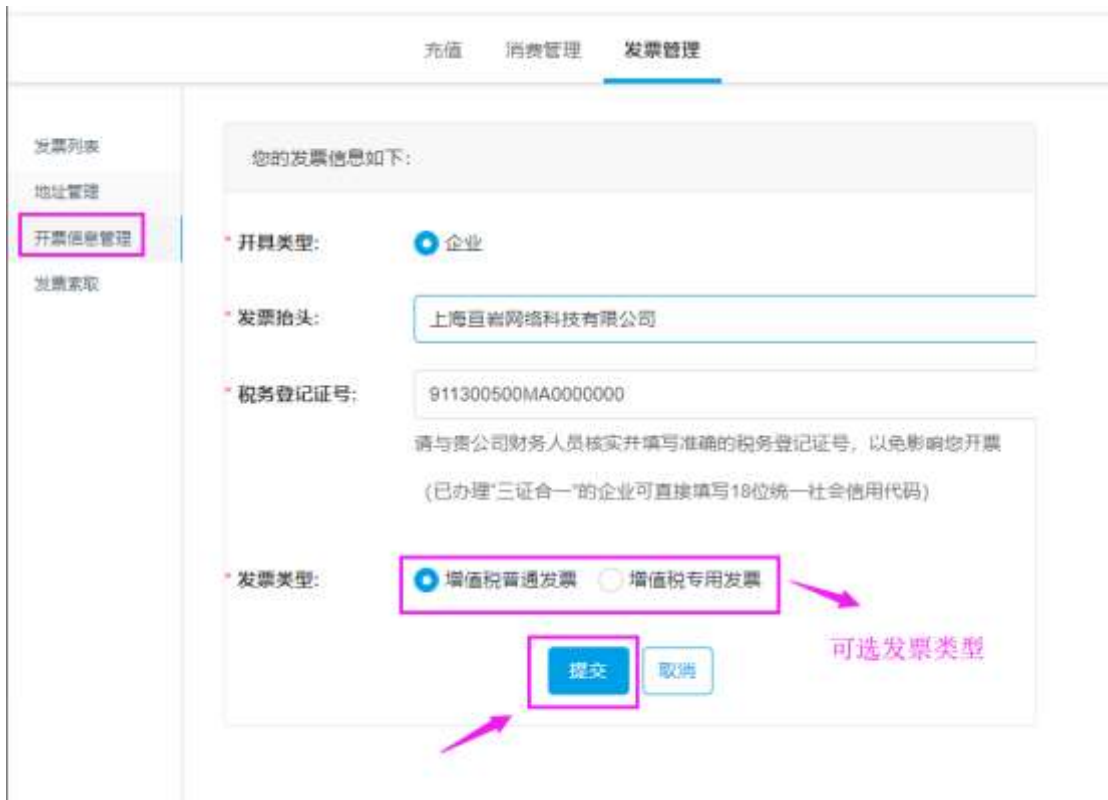 充值 消费管理 发票管理
发票列表
地址管理
开票信息管理
发票索取
您的发票信息如下:
* 开具类型: 企业
* 发票抬头: 上海亘岩网络科技有限公司
* 税务登记证号: 911300500MA0000000
请与贵公司财务人员核实并填写准确的税务登记证号，以免影响您开票
(已办理"三证合一"的企业可直接填写18位统一社会信用代码)
* 发票类型: 增值税普通发票 增值税专用发票
可选发票类型
提交 取消